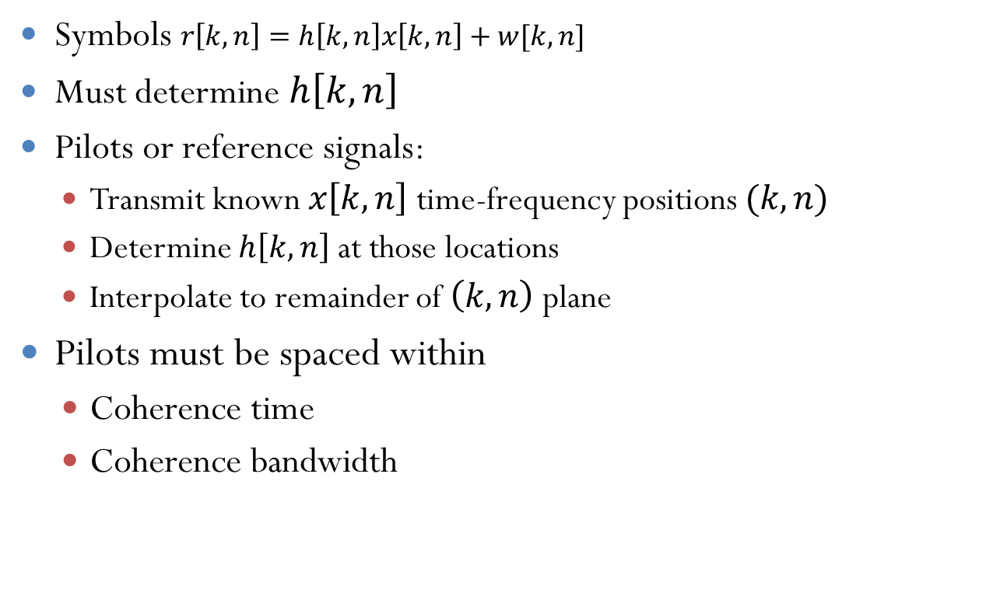 • Symbols r[k, n] = h[k, n]x[k, n] + w[k, n]
• Must determine h[k, n]
• Pilots or reference signals:
• Transmit known x[k, n] time-frequency positions (k, n)
• Determine h[k, n] at those locations
• Interpolate to remainder of (k, n) plane
• Pilots must be spaced within
• Coherence time
• Coherence bandwidth